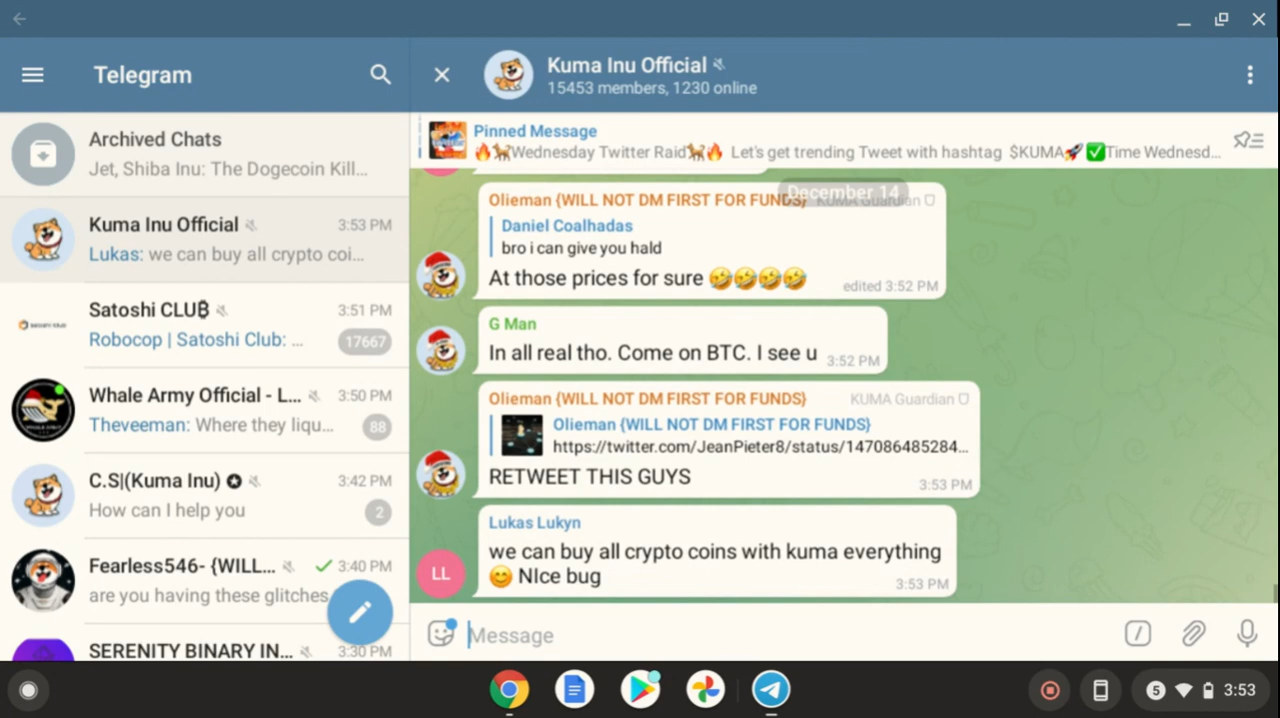 Telegram
Kuma Inu Official
15453 members, 1230 online
Archived Chats
Jet, Shiba Inu: The Dogecoin Kill...
Kuma Inu Official 3:53 PM
Lukas: we can buy all crypto coi...
Satoshi CLU₿ 3:51 PM
Robocop | Satoshi Club: ... 17667
Whale Army Official - L... 3:50 PM
Theveeman: Where they liqu... 88
C.S|(Kuma Inu) ✪ 3:42 PM
How can I help you 2
Fearless546- {WILL... 3:40 PM
are you having these glitches
SERENITY BINARY IN... 3:30 PM
Pinned Message
🔥🐕Wednesday Twitter Raid🐕🔥 Let's get trending Tweet with hashtag $KUMA🚀 ✅Time Wednesd...
December 14
Olieman {WILL NOT DM FIRST FOR FUNDS} KUMA Guardian
Daniel Coalhadas
bro i can give you hald
At those prices for sure 🤣🤣🤣🤣 edited 3:52 PM
G Man
In all real tho. Come on BTC. I see u 3:52 PM
Olieman {WILL NOT DM FIRST FOR FUNDS} KUMA Guardian
Olieman {WILL NOT DM FIRST FOR FUNDS}
https://twitter.com/JeanPieter8/status/147086485284...
RETWEET THIS GUYS 3:53 PM
Lukas Lukyn
we can buy all crypto coins with kuma everything
😊 NIce bug 3:53 PM
LL
Message
5 3:53